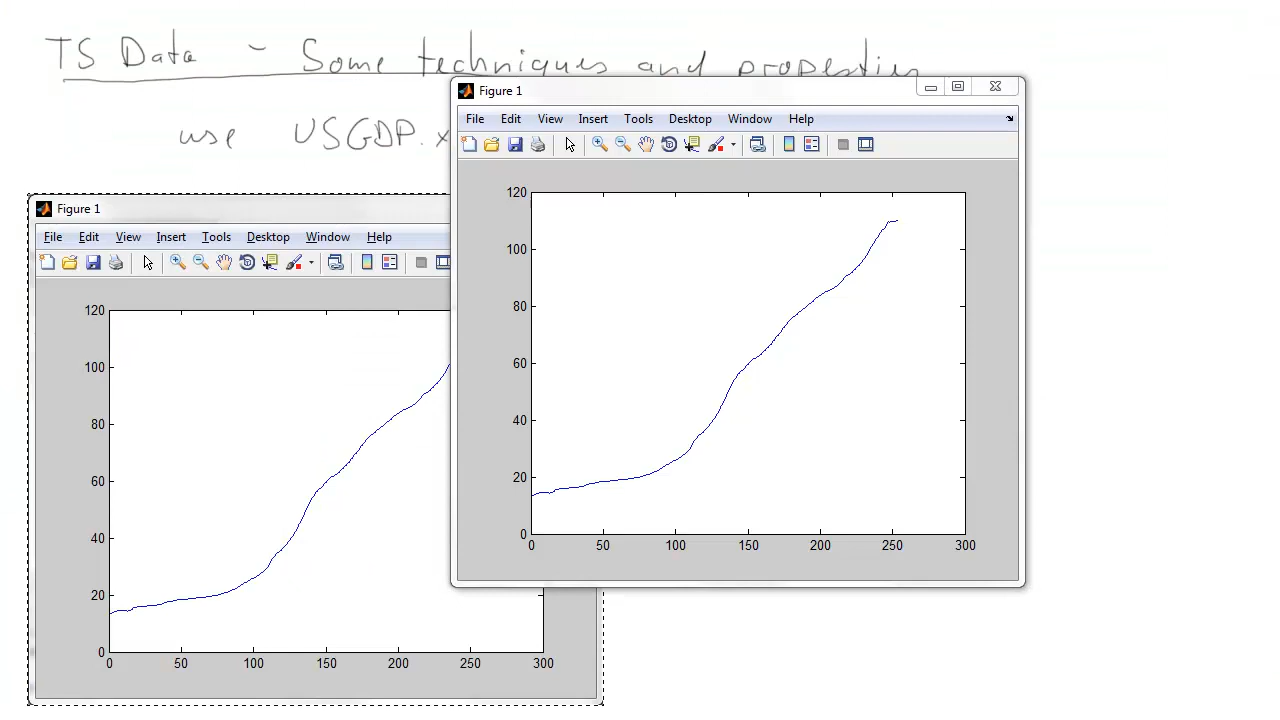 TS Data - Some techniques and properties
use USGDP.x
Figure 1
File Edit View Insert Tools Desktop Window Help
120
100
80
60
40
20
0
0 50 100 150 200 250 300
Figure 1
File Edit View Insert Tools Desktop Window Help
120
100
80
60
40
20
0
0 50 100 150 200 250 300